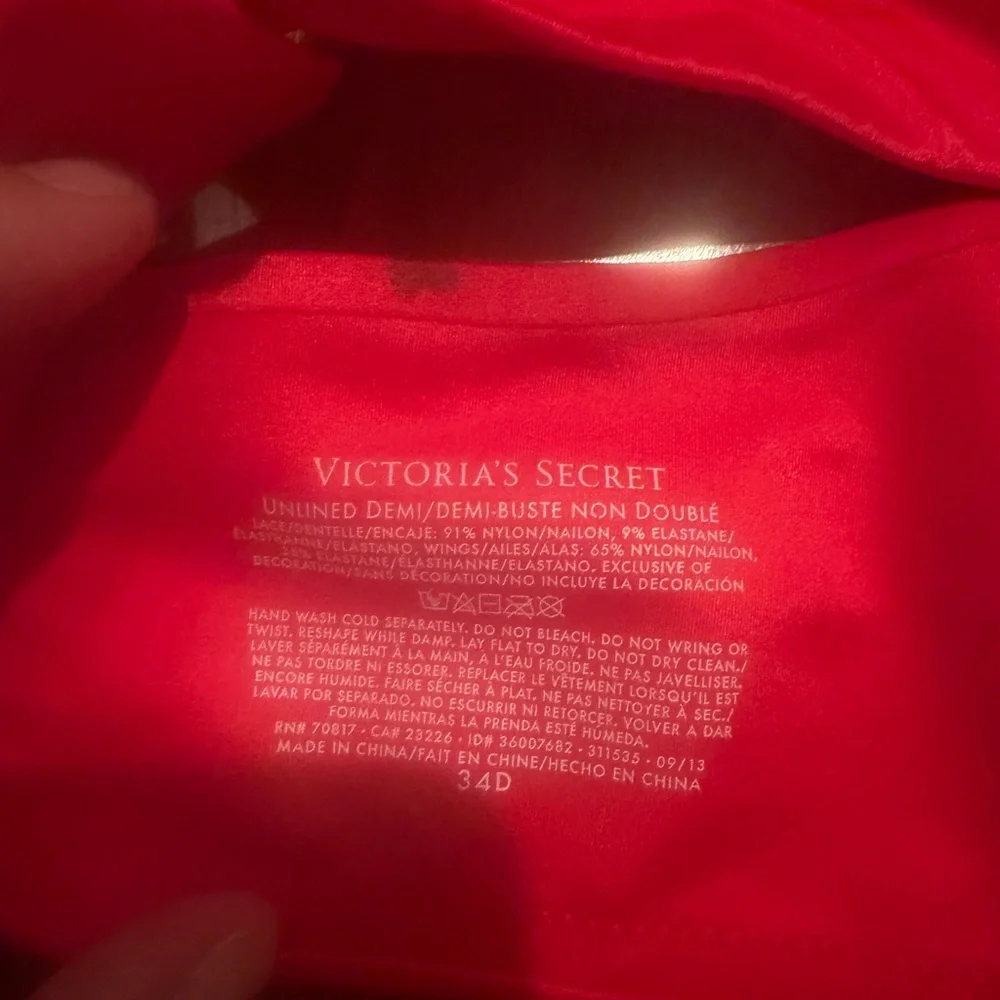 VICTORIA'S SECRET
UNLINED DEMI/DEMI-BUSTE NON DOUBLÉ
LACE/DENTELLE/ENCAJE: 91% NYLON/NAILON, 9% ELASTANE/
ELASTHANNE/ELASTANO. WINGS/AILES/ALAS: 65% NYLON/NAILON,
35% ELASTANE/ELASTHANNE/ELASTANO. EXCLUSIVE OF
DECORATION/SANS DÉCORATION/NO INCLUYE LA DECORACIÓN
HAND WASH COLD SEPARATELY. DO NOT BLEACH. DO NOT WRING OR
TWIST. RESHAPE WHILE DAMP. LAY FLAT TO DRY. DO NOT DRY CLEAN./
LAVER SÉPARÉMENT À LA MAIN, À L'EAU FROIDE. NE PAS JAVELLISER.
NE PAS TORDRE NI ESSORER. REPLACER LE VÊTEMENT LORSQU'IL EST
ENCORE HUMIDE. FAIRE SÉCHER À PLAT. NE PAS NETTOYER À SEC./
LAVAR POR SEPARADO. NO ESCURRIR NI RETORCER. VOLVER A DAR
FORMA MIENTRAS LA PRENDA ESTÉ HÚMEDA.
RN# 70817 · CA# 23226 · ID# 36007682 · 311535 · 09/13
MADE IN CHINA/FAIT EN CHINE/HECHO EN CHINA
34D